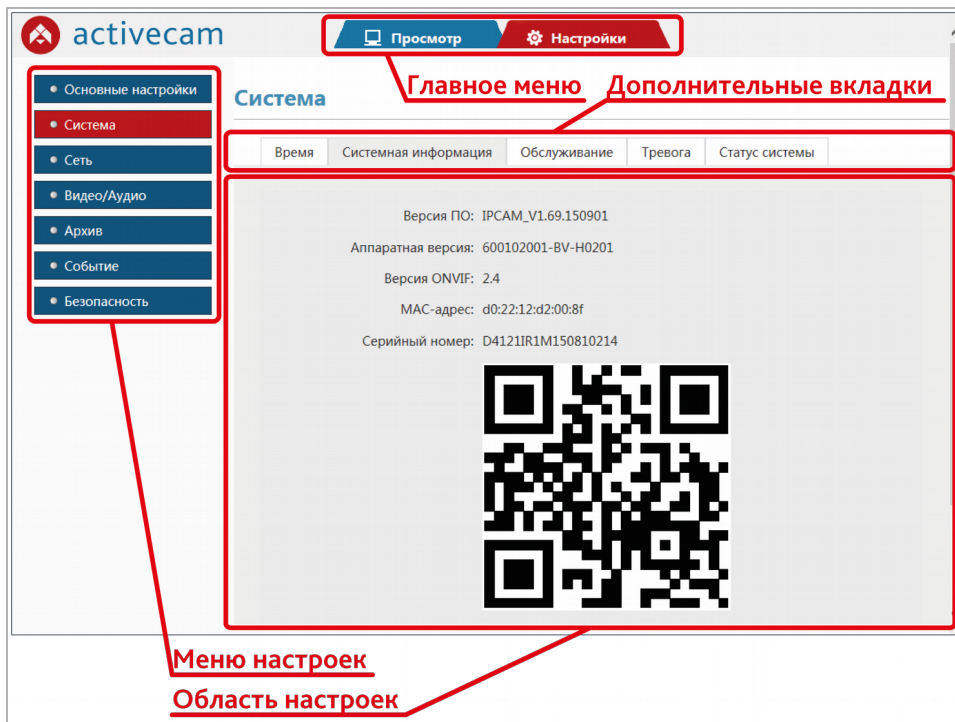 activecam
Просмотр
Настройки
Главное меню
Дополнительные вкладки
Основные настройки
Система
Сеть
Видео/Аудио
Архив
Событие
Безопасность
Система
Время Системная информация Обслуживание Тревога Статус системы
Версия ПО: IPCAM_V1.69.150901
Аппаратная версия: 600102001-BV-H0201
Версия ONVIF: 2.4
MAC-адрес: d0:22:12:d2:00:8f
Серийный номер: D4121IR1M150810214
Меню настроек
Область настроек